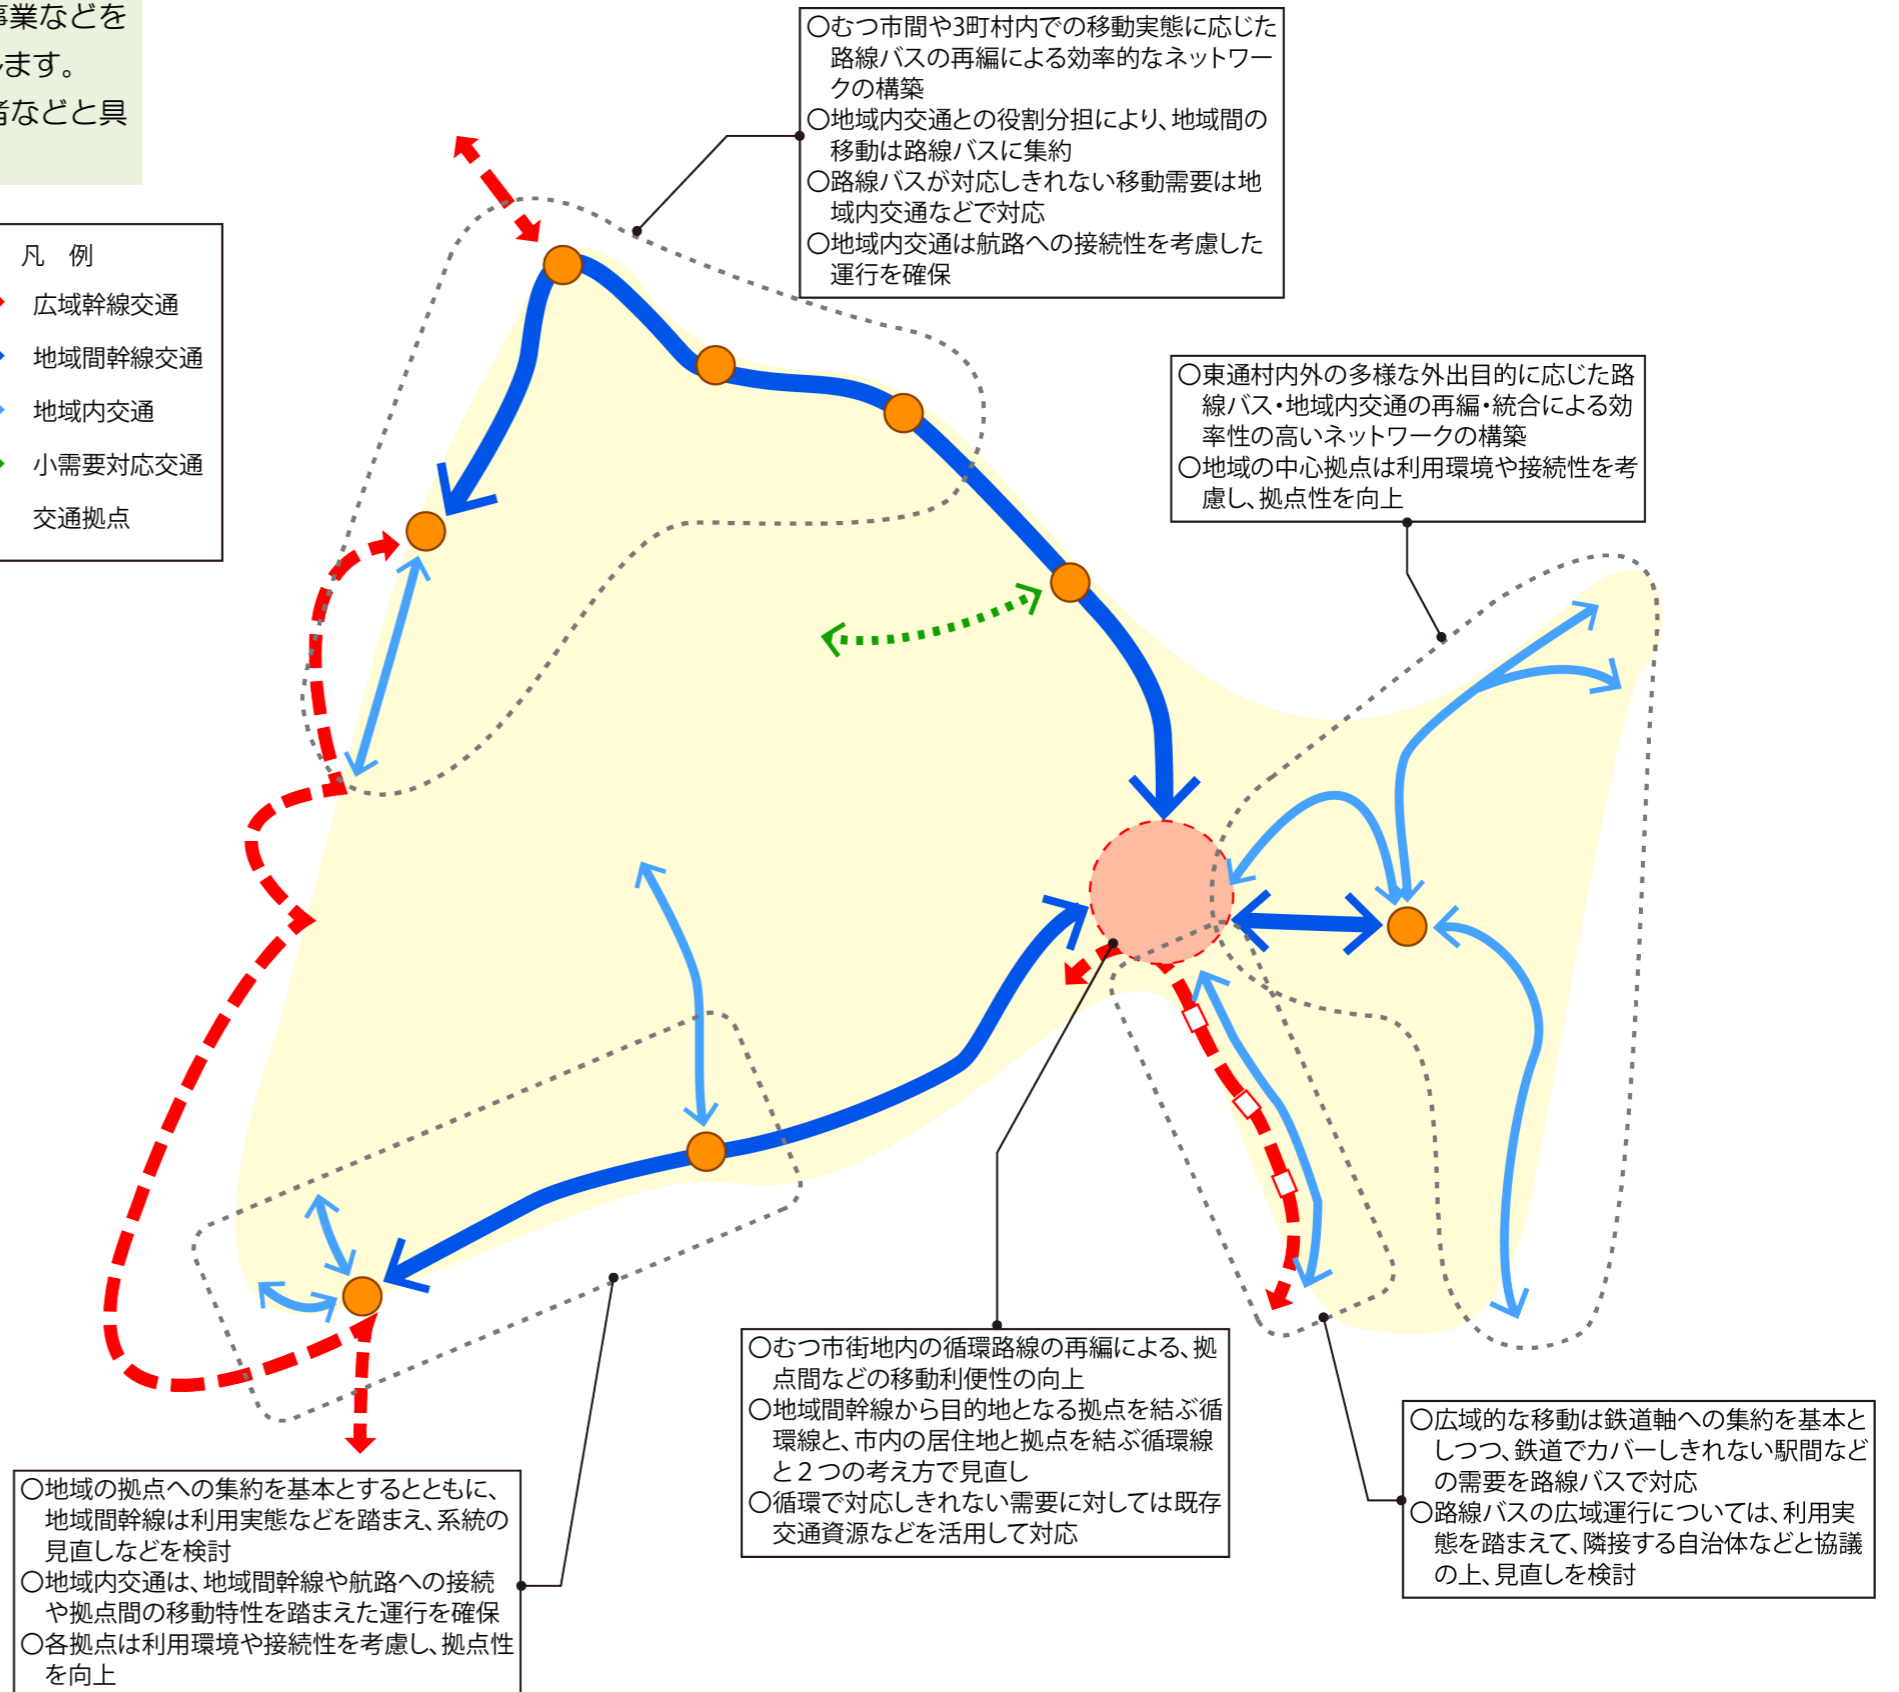 事業などを
します。
者などと具
凡　例
広域幹線交通
地域間幹線交通
地域内交通
小需要対応交通
交通拠点
〇むつ市間や3町村内での移動実態に応じた
路線バスの再編による効率的なネットワー
クの構築
〇地域内交通との役割分担により、地域間の
移動は路線バスに集約
〇路線バスが対応しきれない移動需要は地
域内交通などで対応
〇地域内交通は航路への接続性を考慮した
運行を確保
〇東通村内外の多様な外出目的に応じた路
線バス・地域内交通の再編・統合による効
率性の高いネットワークの構築
〇地域の中心拠点は利用環境や接続性を考
慮し、拠点性を向上
〇むつ市街地内の循環路線の再編による、拠
点間などの移動利便性の向上
〇地域間幹線から目的地となる拠点を結ぶ循
環線と、市内の居住地と拠点を結ぶ循環線
と２つの考え方で見直し
〇循環で対応しきれない需要に対しては既存
交通資源などを活用して対応
〇広域的な移動は鉄道軸への集約を基本と
しつつ、鉄道でカバーしきれない駅間など
の需要を路線バスで対応
〇路線バスの広域運行については、利用実
態を踏まえて、隣接する自治体などと協議
の上、見直しを検討
〇地域の拠点への集約を基本とするとともに、
地域間幹線は利用実態などを踏まえ、系統の
見直しなどを検討
〇地域内交通は、地域間幹線や航路への接続
や拠点間の移動特性を踏まえた運行を確保
〇各拠点は利用環境や接続性を考慮し、拠点性
を向上